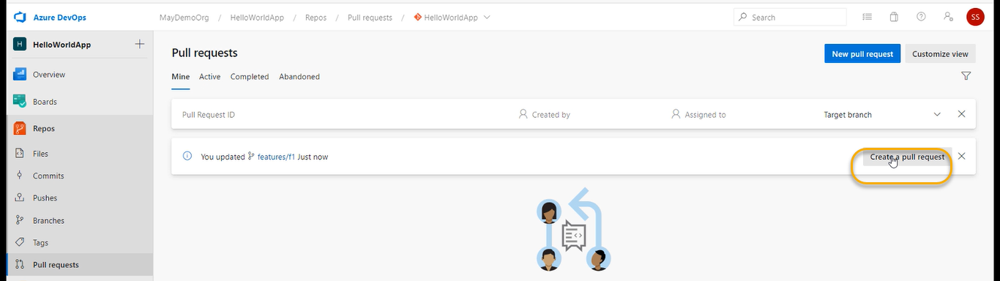 Azure DevOps
MayDemoOrg / HelloWorldApp / Repos / Pull requests / HelloWorldApp
Search
SS
H HelloWorldApp
Overview
Boards
Repos
Files
Commits
Pushes
Branches
Tags
Pull requests
Pull requests
New pull request
Customize view
Mine Active Completed Abandoned
Pull Request ID Created by Assigned to Target branch
You updated features/f1 Just now
Create a pull request